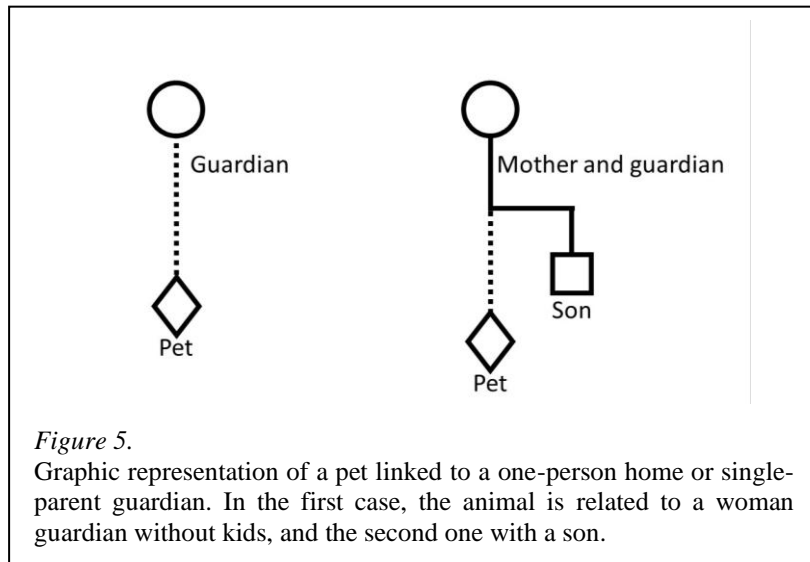 Guardian
Mother and guardian
Son
Pet
Pet
Figure 5.
Graphic representation of a pet linked to a one-person home or single-
parent guardian. In the first case, the animal is related to a woman
guardian without kids, and the second one with a son.